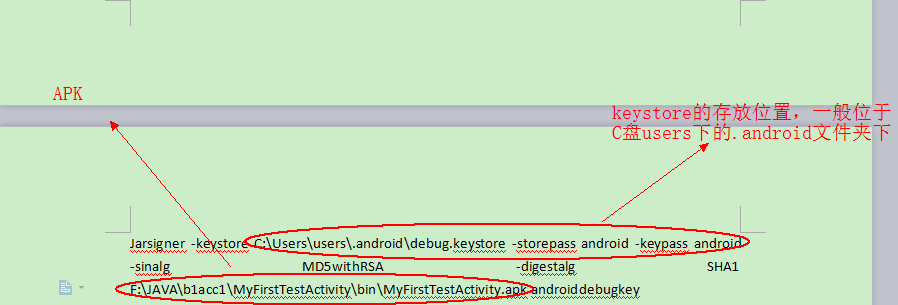 APK
keystore的存放位置，一般位于
C盘users下的.android文件夹下
Jarsigner -keystore C:\Users\users\.android\debug.keystore -storepass android -keypass android
-sinalg MD5withRSA -digestalg SHA1
F:\JAVA\b1acc1\MyFirstTestActivity\bin\MyFirstTestActivity.apk androiddebugkey